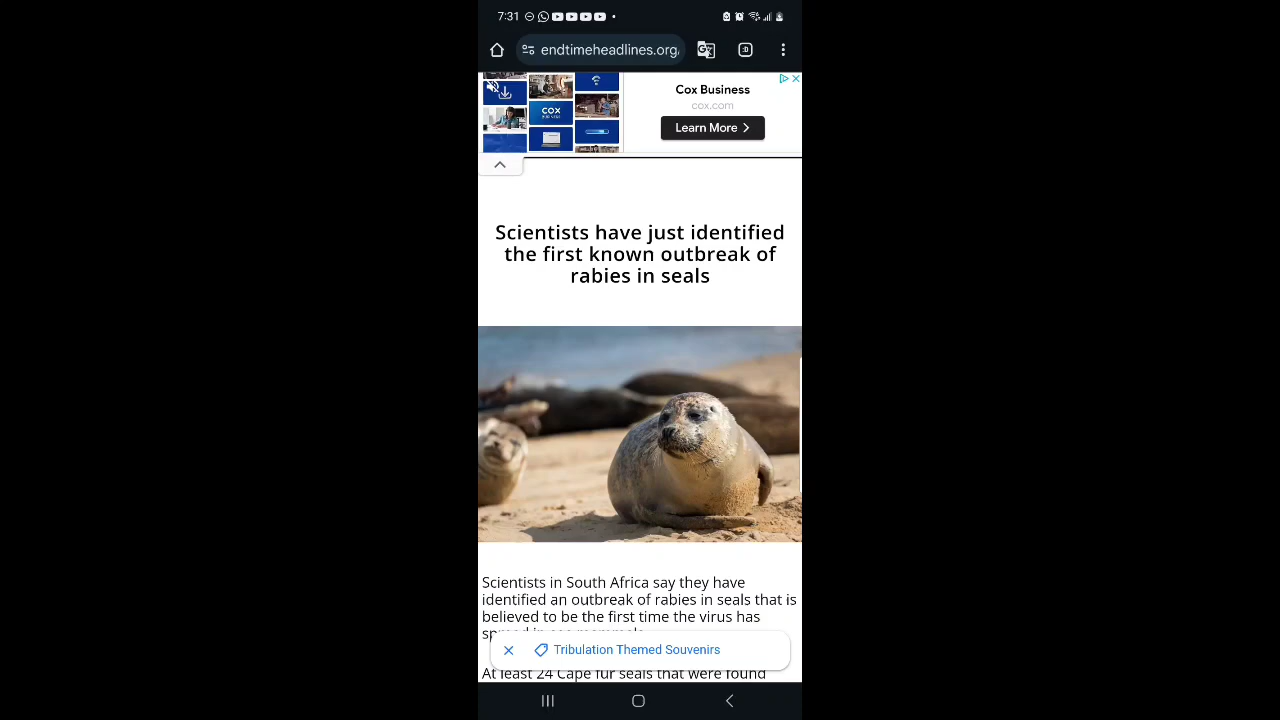 7:31
endtimeheadlines.org
Cox Business
cox.com
COX
Learn More
Scientists have just identified
the first known outbreak of
rabies in seals
Scientists in South Africa say they have
identified an outbreak of rabies in seals that is
believed to be the first time the virus has
Tribulation Themed Souvenirs
At least 24 Cape fur seals that were found